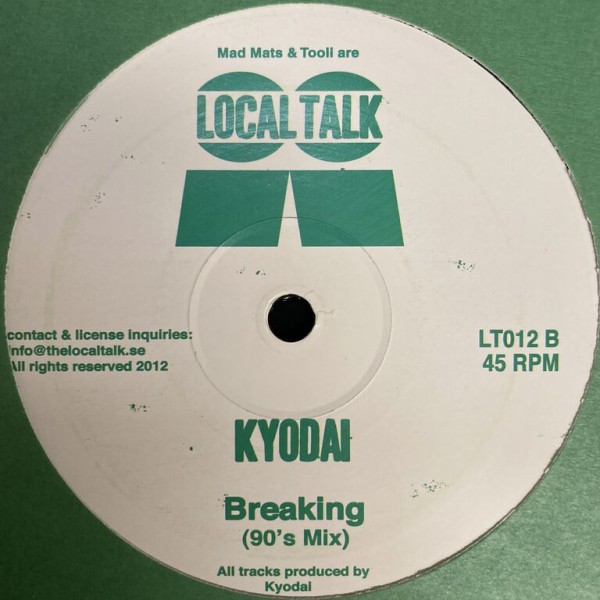 Mad Mats & Tooli are
LOCAL TALK
contact & license inquiries:
info@thelocaltalk.se
All rights reserved 2012
LT012 B
45 RPM
KYODAI
Breaking
(90's Mix)
All tracks produced by
Kyodai